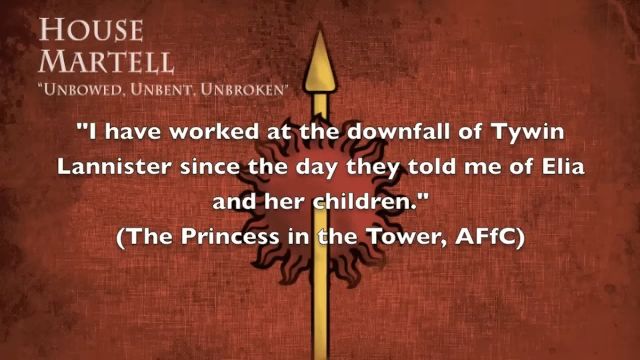 HOUSE
MARTELL
"UNBOWED, UNBENT, UNBROKEN"
"I have worked at the downfall of Tywin
Lannister since the day they told me of Elia
and her children."
(The Princess in the Tower, AFfC)